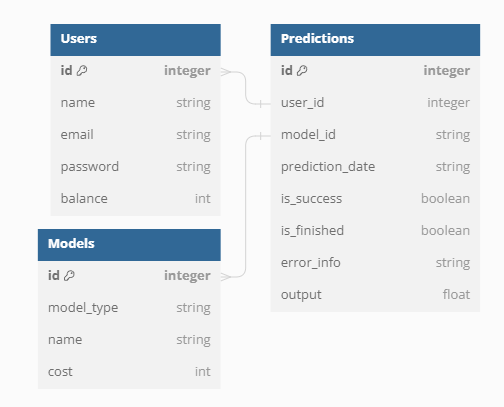 Users
id integer
name string
email string
password string
balance int
Models
id integer
model_type string
name string
cost int
Predictions
id integer
user_id integer
model_id string
prediction_date string
is_success boolean
is_finished boolean
error_info string
output float